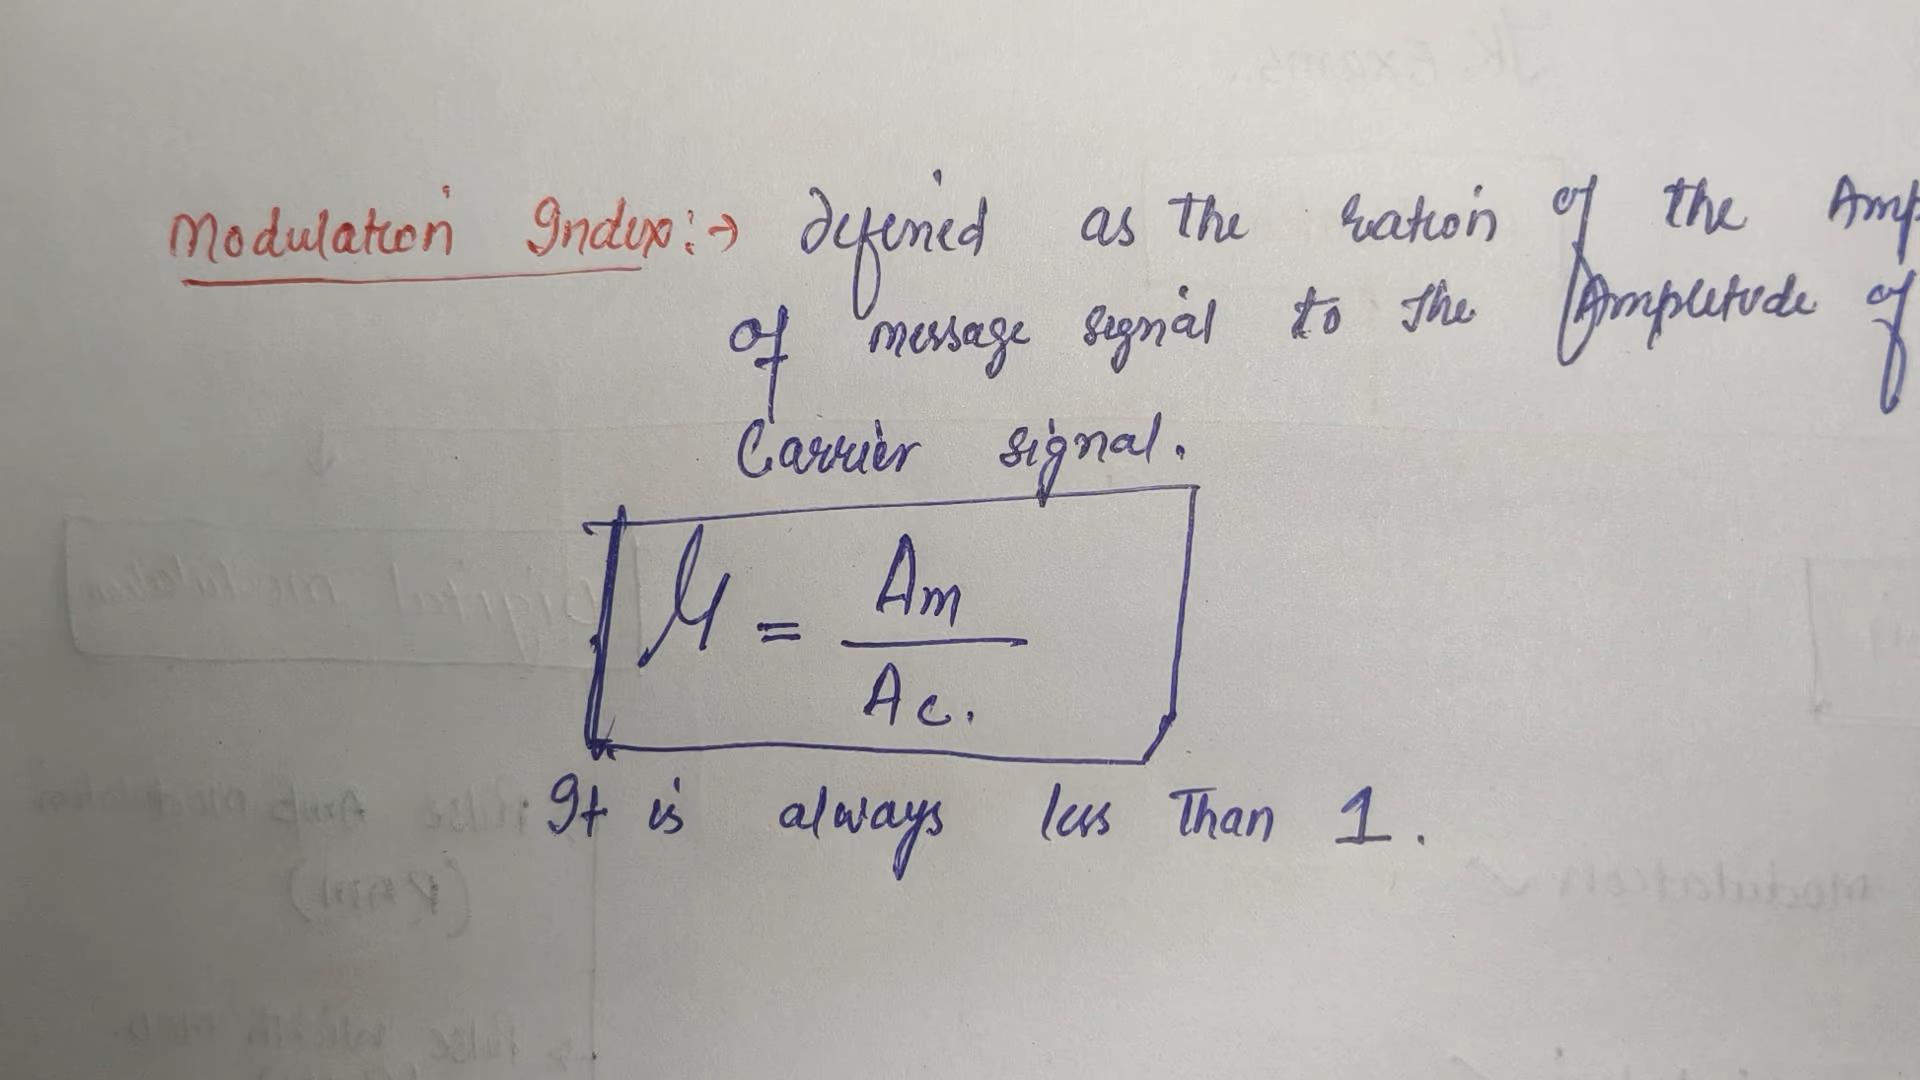 Modulation Index:→ defined as the ration of the Amp
of message signal to the Amplitude of
Carrier signal.
μ = Am / Ac.
It is always less Than 1.